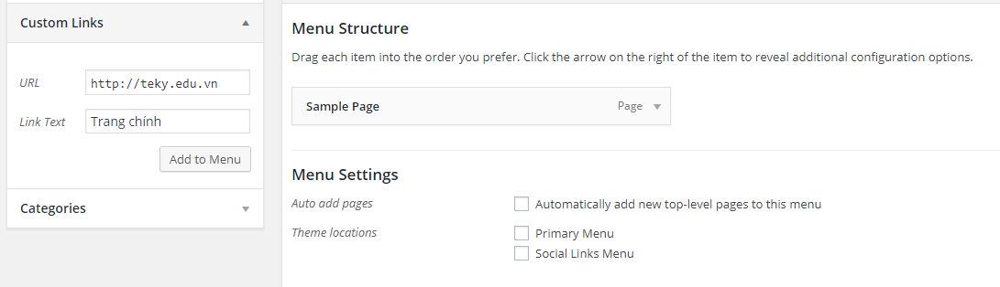 Custom Links
URL
http://teky.edu.vn
Link Text
Trang chính
Add to Menu
Categories
Menu Structure
Drag each item into the order you prefer. Click the arrow on the right of the item to reveal additional configuration options.
Sample Page
Page
Menu Settings
Auto add pages
Automatically add new top-level pages to this menu
Theme locations
Primary Menu
Social Links Menu